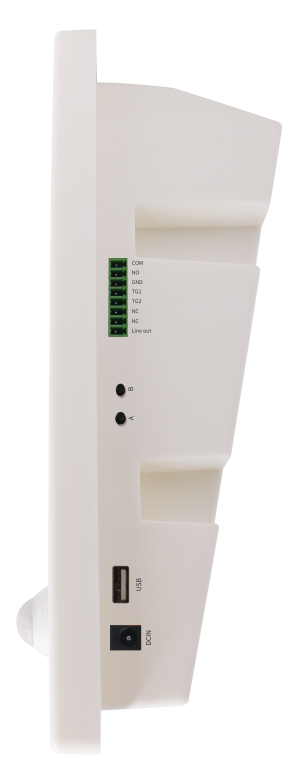 COM
NO
GND
TG1
TG2
NC
NC
Line out
B
A
USB
DCIN